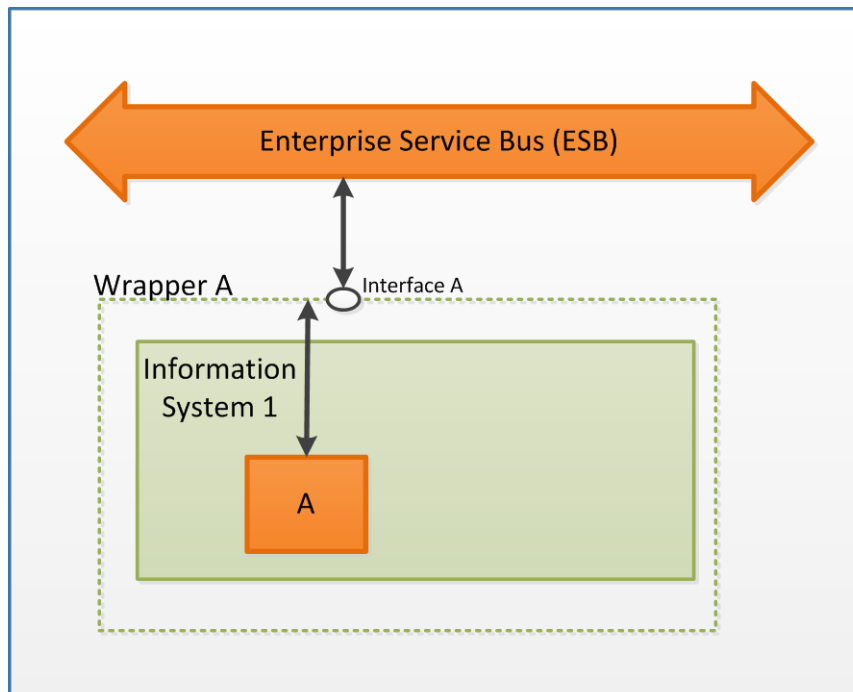 Enterprise Service Bus (ESB)
Wrapper A
Interface A
Information
System 1
A